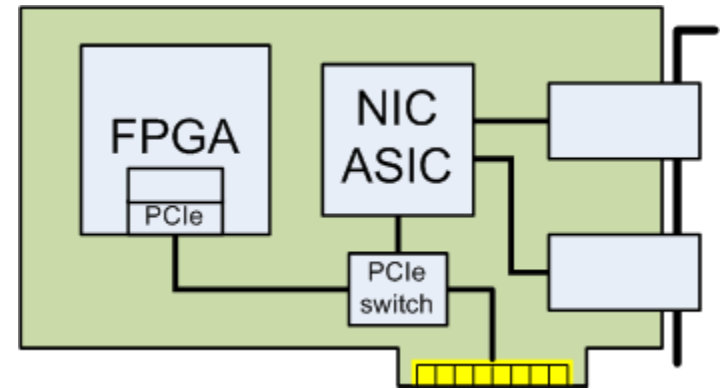 FPGA
PCIe
NIC
ASIC
PCIe
switch